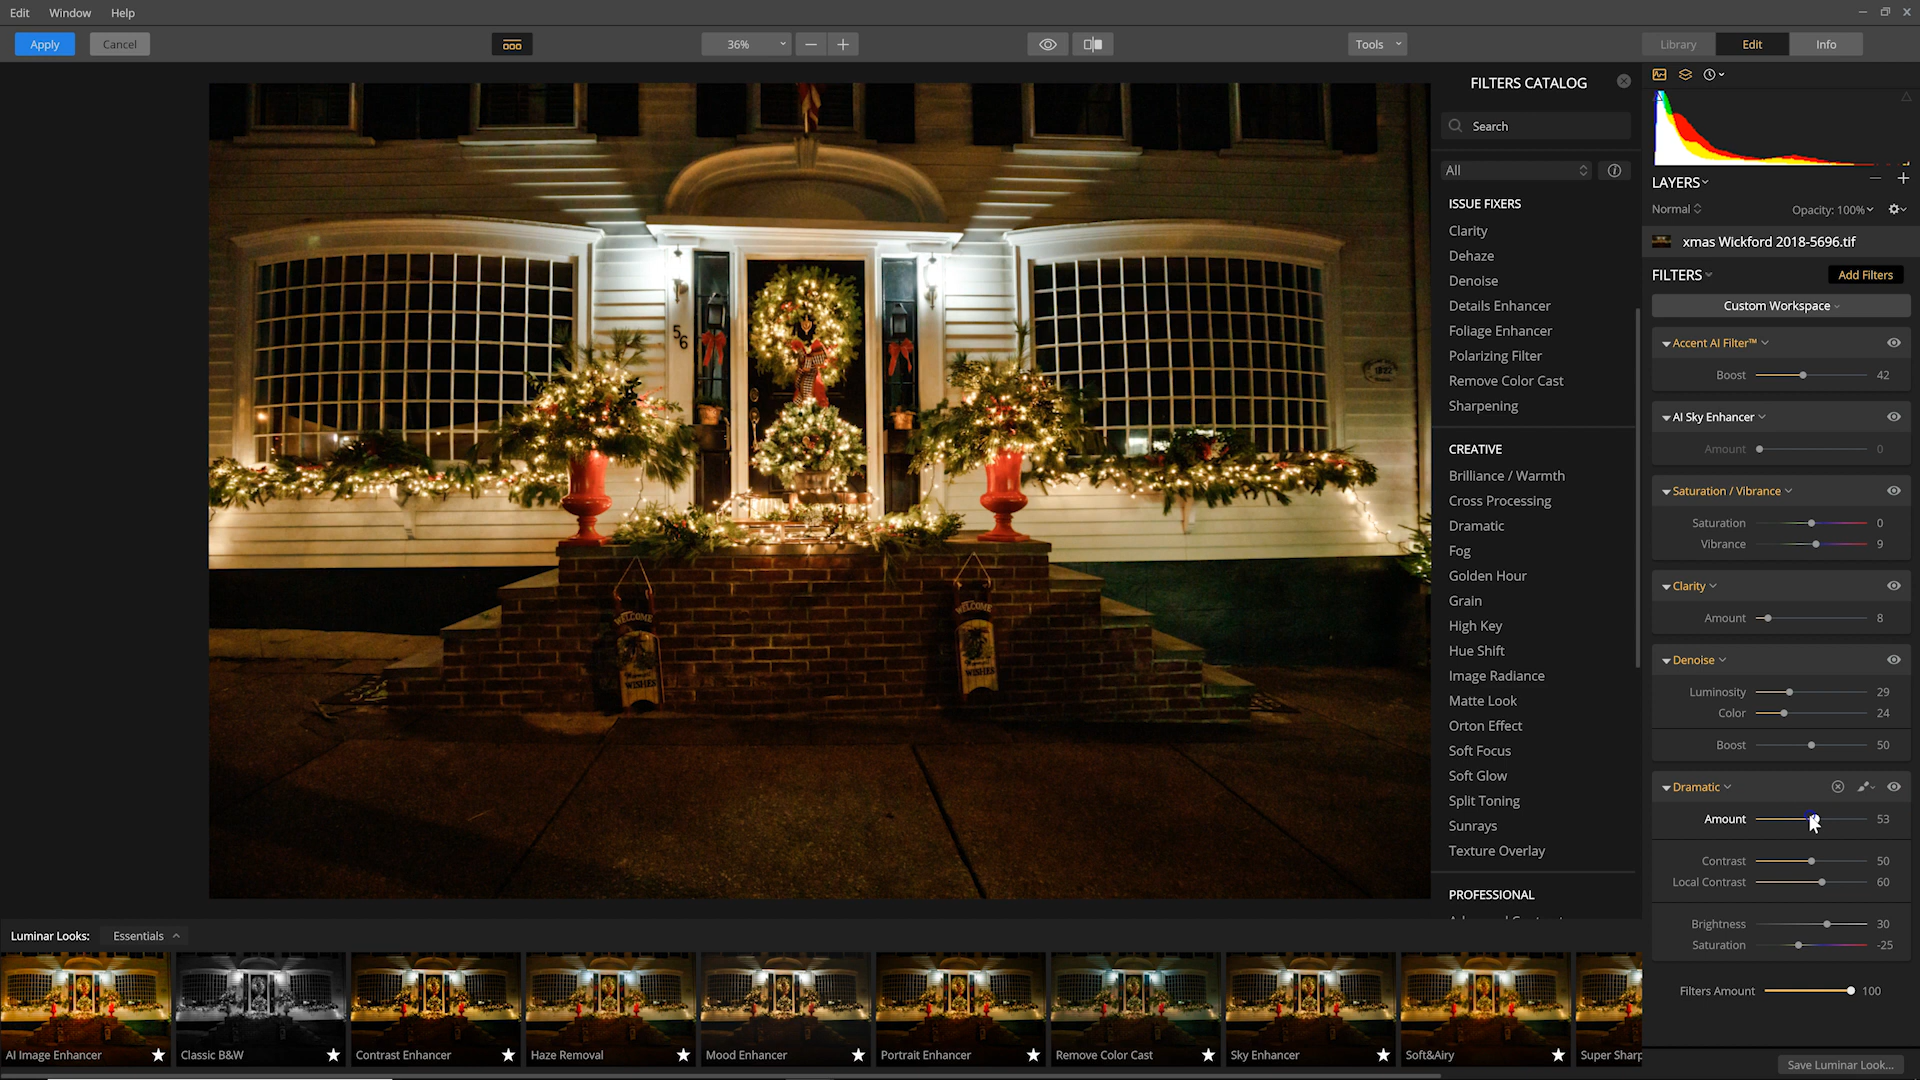 Edit Window Help
Apply Cancel 36% Tools Library Edit Info
FILTERS CATALOG
Search
All
ISSUE FIXERS
Clarity
Dehaze
Denoise
Details Enhancer
Foliage Enhancer
Polarizing Filter
Remove Color Cast
Sharpening
CREATIVE
Brilliance / Warmth
Cross Processing
Dramatic
Fog
Golden Hour
Grain
High Key
Hue Shift
Image Radiance
Matte Look
Orton Effect
Soft Focus
Soft Glow
Split Toning
Sunrays
Texture Overlay
PROFESSIONAL
LAYERS
Normal Opacity: 100%
xmas Wickford 2018-5696.tif
FILTERS Add Filters
Custom Workspace
Accent AI Filter™
Boost 42
AI Sky Enhancer
Amount 0
Saturation / Vibrance
Saturation 0
Vibrance 9
Clarity
Amount 8
Denoise
Luminosity 29
Color 24
Boost 50
Dramatic
Amount 53
Contrast 50
Local Contrast 60
Brightness 30
Saturation -25
Filters Amount 100
Save Luminar Look...
56
WELCOME
WISHES
WELCOME
WISHES
Luminar Looks: Essentials
AI Image Enhancer
Classic B&W
Contrast Enhancer
Haze Removal
Mood Enhancer
Portrait Enhancer
Remove Color Cast
Sky Enhancer
Soft&Airy
Super Sharp